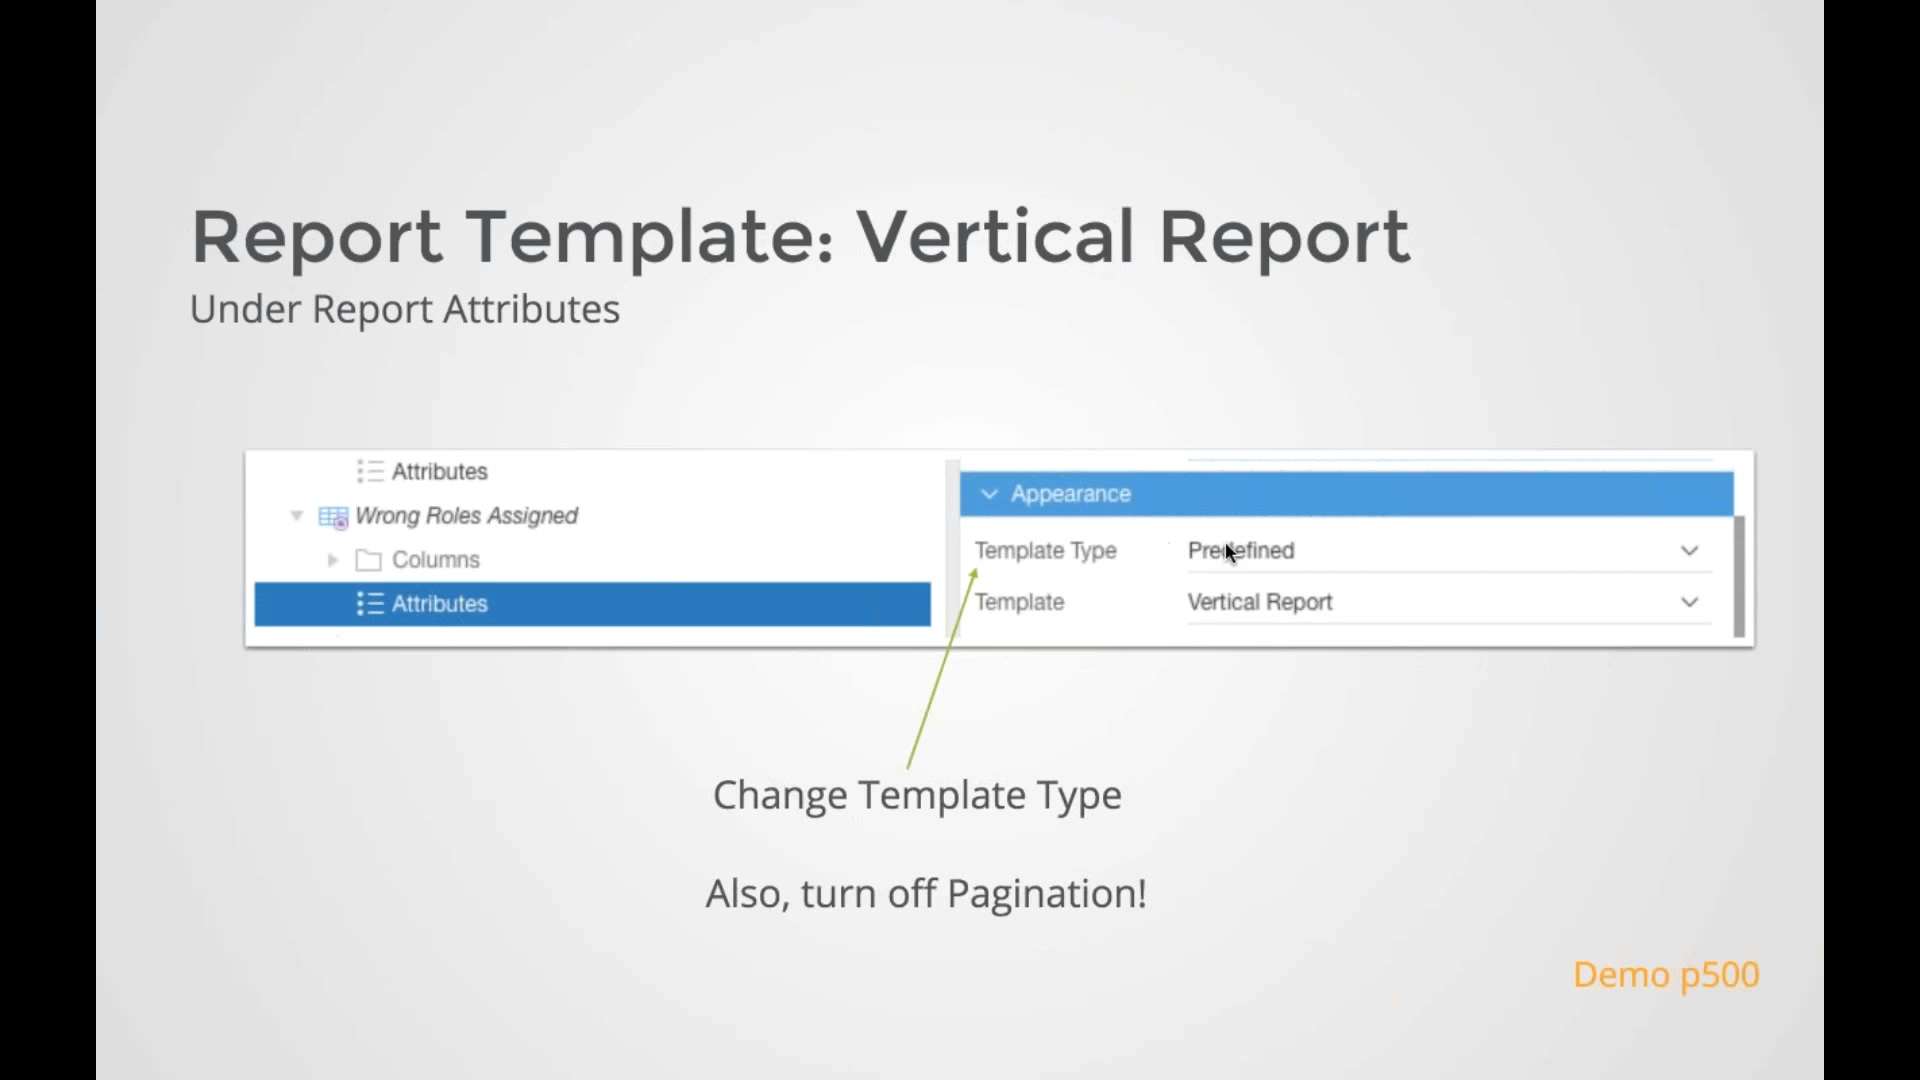 Report Template: Vertical Report
Under Report Attributes
Attributes
Wrong Roles Assigned
Columns
Attributes
Appearance
Template Type Predefined
Template Vertical Report
Change Template Type
Also, turn off Pagination!
Demo p500